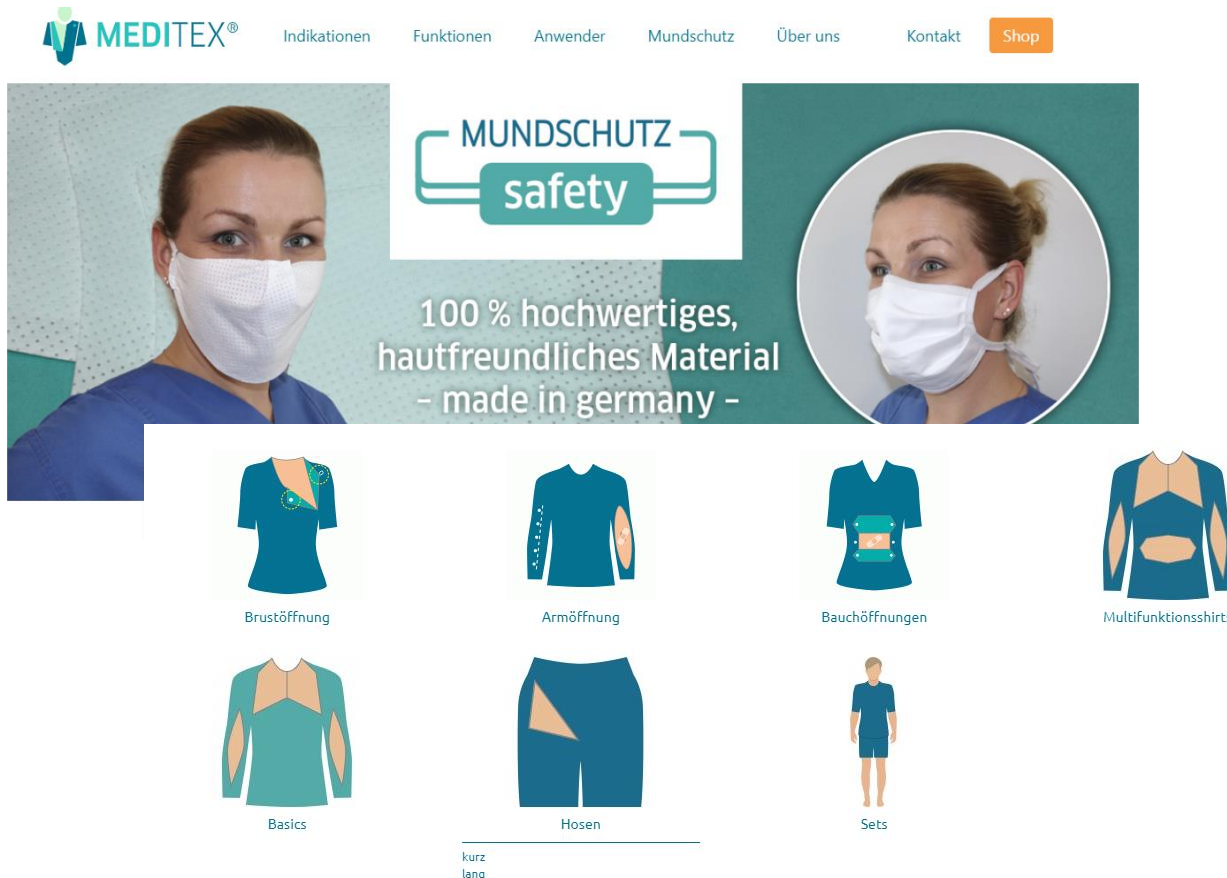 MEDITEX®
Indikationen
Funktionen
Anwender
Mundschutz
Über uns
Kontakt
Shop
MUNDSCHUTZ
safety
100 % hochwertiges,
hautfreundliches Material
– made in germany –
Brustöffnung
Armöffnung
Bauchöffnungen
Multifunktionsshirt
Basics
Hosen
Sets
kurz
lang